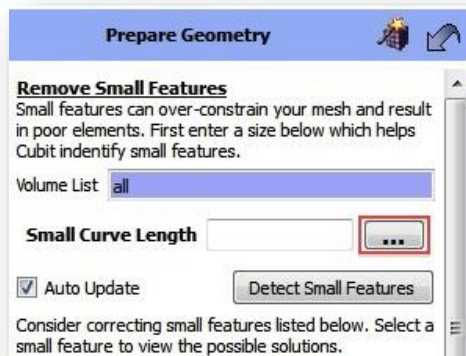 Prepare Geometry
Remove Small Features
Small features can over-constrain your mesh and result
in poor elements. First enter a size below which helps
Cubit indentify small features.
Volume List all
Small Curve Length ...
Auto Update Detect Small Features
Consider correcting small features listed below. Select a
small feature to view the possible solutions.